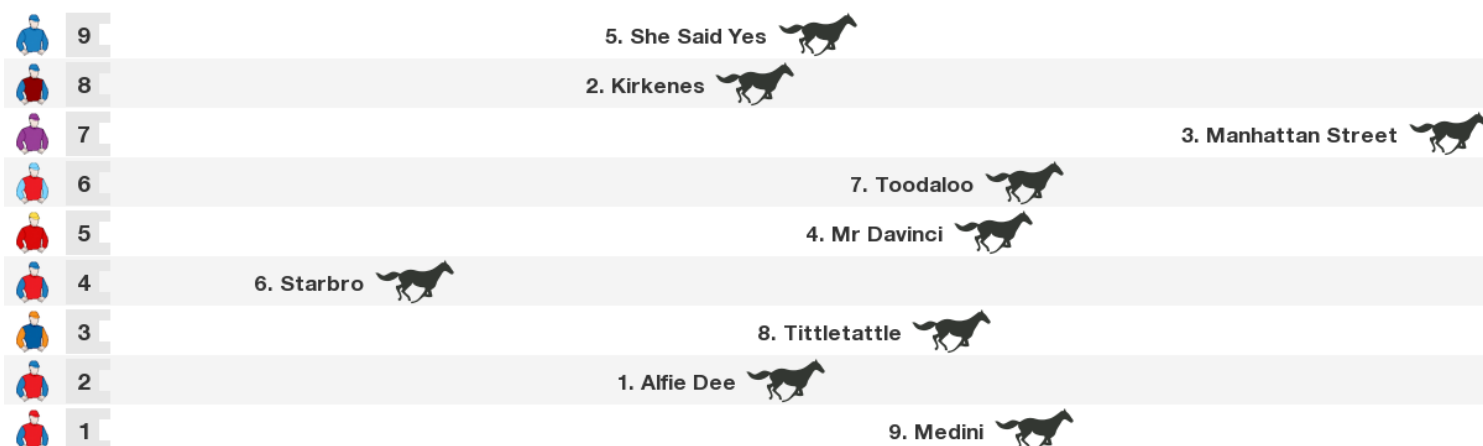 9 5. She Said Yes
8 2. Kirkenes
7 3. Manhattan Street
6 7. Toodaloo
5 4. Mr Davinci
4 6. Starbro
3 8. Tittletattle
2 1. Alfie Dee
1 9. Medini